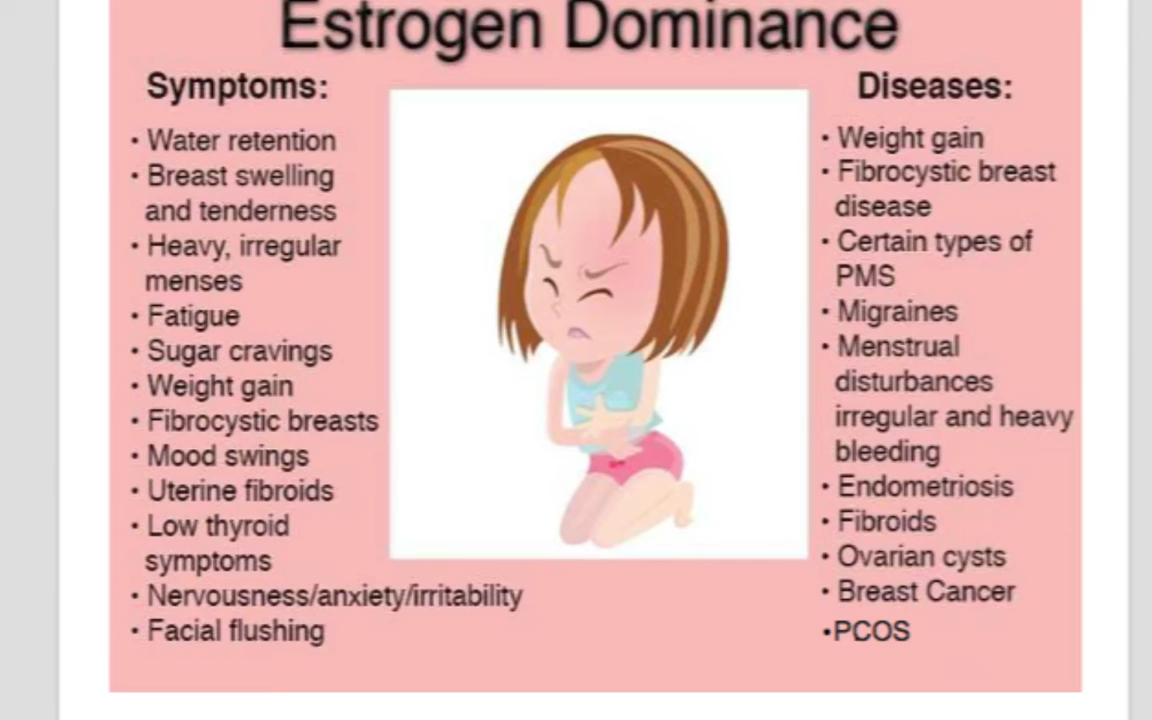 Estrogen Dominance
Symptoms:
• Water retention
• Breast swelling
and tenderness
• Heavy, irregular
menses
• Fatigue
• Sugar cravings
• Weight gain
• Fibrocystic breasts
• Mood swings
• Uterine fibroids
• Low thyroid
symptoms
• Nervousness/anxiety/irritability
• Facial flushing
Diseases:
• Weight gain
• Fibrocystic breast
disease
• Certain types of
PMS
• Migraines
• Menstrual
disturbances
irregular and heavy
bleeding
• Endometriosis
• Fibroids
• Ovarian cysts
• Breast Cancer
•PCOS